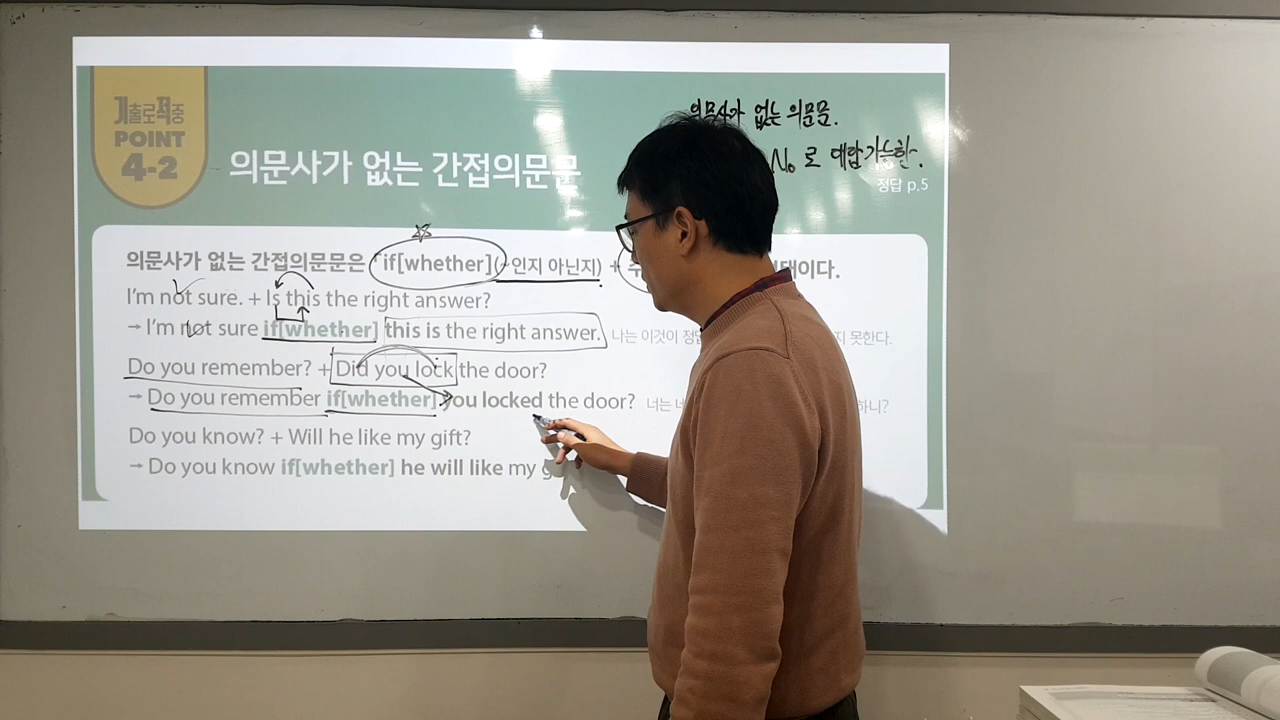 기출로적중
POINT
4-2
의문사가 없는 간접의문문
의문사가 없는 의문문.
No 로 대답가능한~.
정답 p.5
의문사가 없는 간접의문문은 「if[whether](~인지 아닌지) + 주 이다.
I'm not sure. + Is this the right answer?
→ I'm not sure if[whether] this is the right answer. 나는 이것이 정답 지 못한다.
Do you remember? + Did you lock the door?
→ Do you remember if[whether] you locked the door? 너는 하니?
Do you know? + Will he like my gift?
→ Do you know if[whether] he will like my